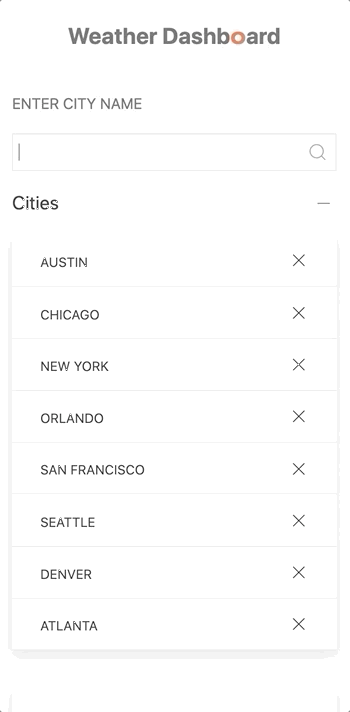 Weather Dashboard
ENTER CITY NAME
Cities
AUSTIN
CHICAGO
NEW YORK
ORLANDO
SAN FRANCISCO
SEATTLE
DENVER
ATLANTA